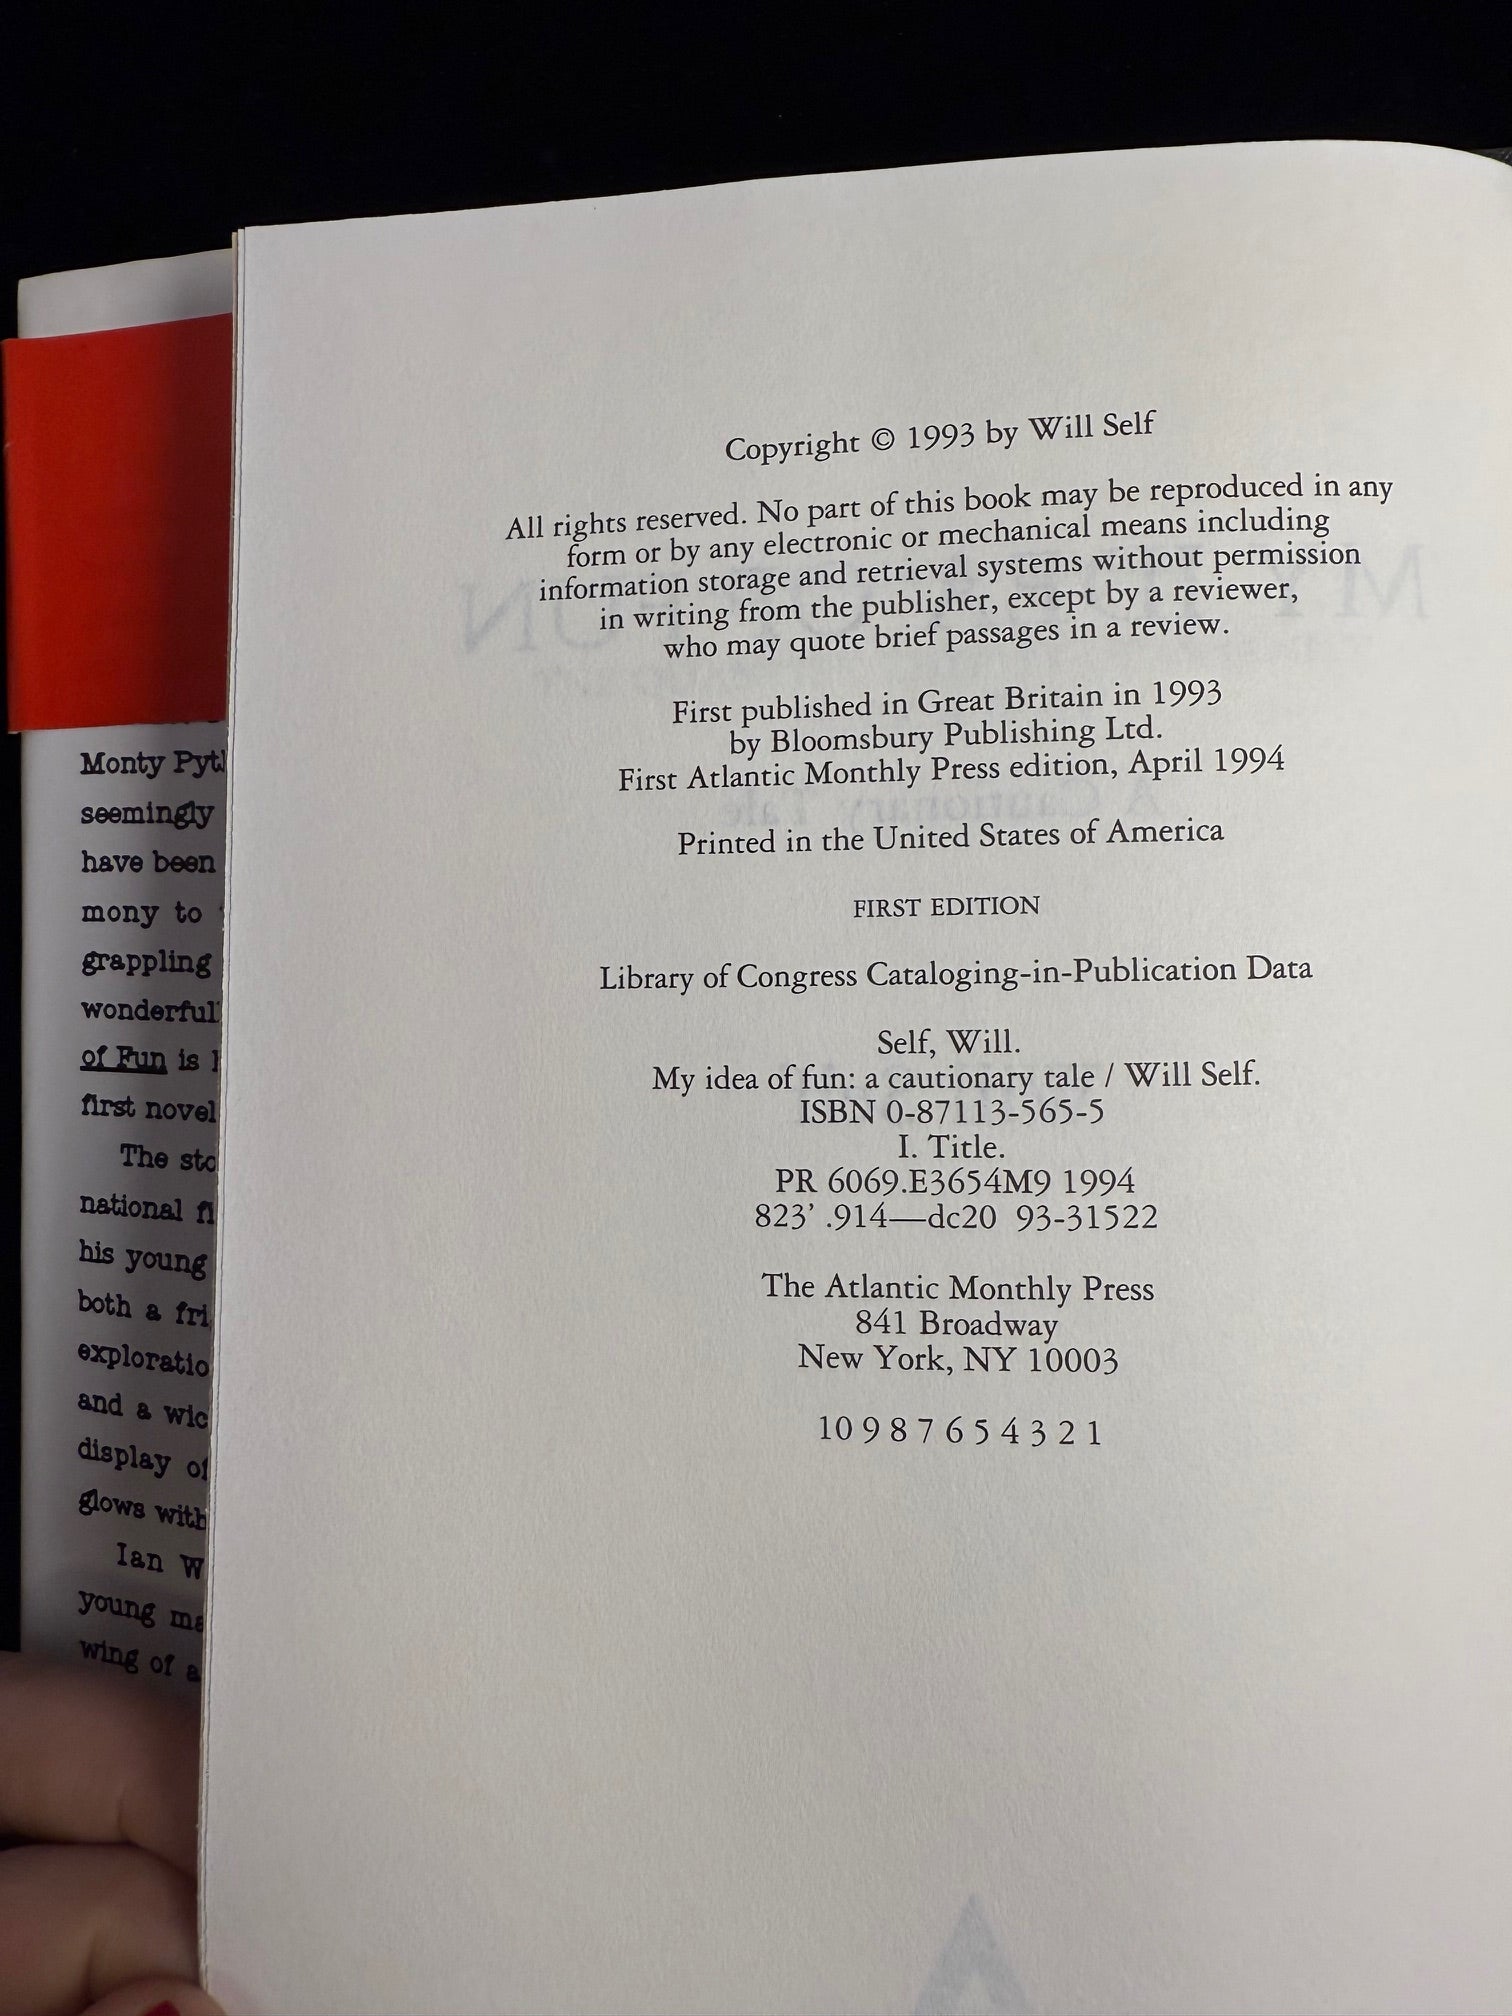 Copyright © 1993 by Will Self
All rights reserved. No part of this book may be reproduced in any
form or by any electronic or mechanical means including
information storage and retrieval systems without permission
in writing from the publisher, except by a reviewer,
who may quote brief passages in a review.
First published in Great Britain in 1993
by Bloomsbury Publishing Ltd.
First Atlantic Monthly Press edition, April 1994
Printed in the United States of America
FIRST EDITION
Library of Congress Cataloging-in-Publication Data
Self, Will.
My idea of fun: a cautionary tale / Will Self.
ISBN 0-87113-565-5
I. Title.
PR 6069.E3654M9 1994
823' .914—dc20 93-31522
The Atlantic Monthly Press
841 Broadway
New York, NY 10003
10 9 8 7 6 5 4 3 2 1
Monty
seemingly
have been
mony to
grappling
wonderful
of Fun is
first novel
The
national
his young
both a
and a
display
glows with
Ian
young
wing of a